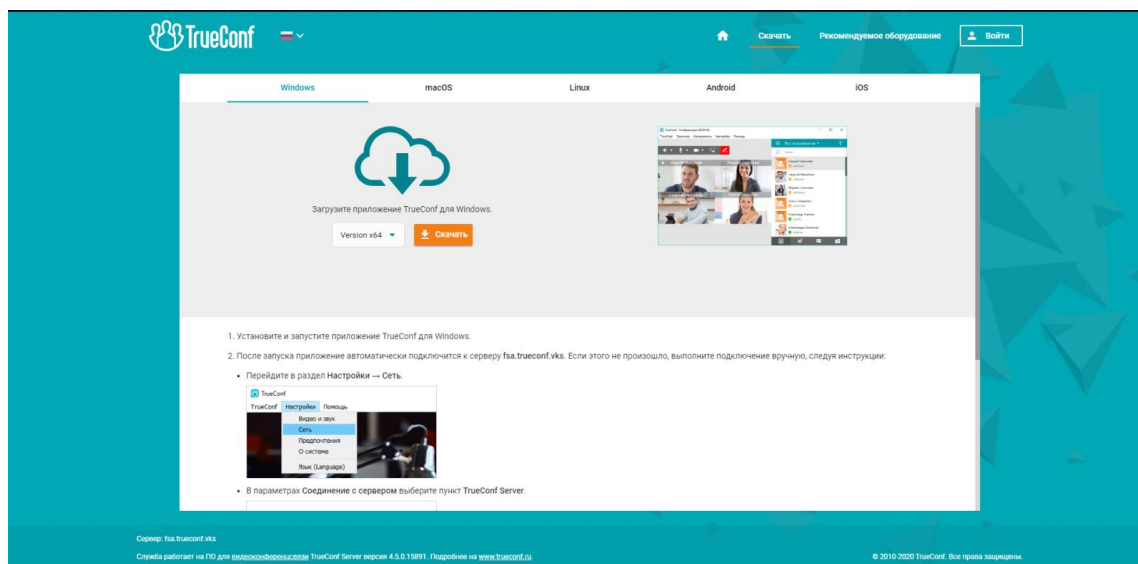 TrueConf
Скачать
Рекомендуемое оборудование
Войти
Windows
macOS
Linux
Android
iOS
Загрузите приложение TrueConf для Windows.
Version x64
Скачать
1. Установите и запустите приложение TrueConf для Windows.
2. После запуска приложение автоматически подключится к серверу fsa.trueconf.vks. Если этого не произошло, выполните подключение вручную, следуя инструкции:
• Перейдите в раздел Настройки → Сеть.
TrueConf
TrueConf Настройки Помощь
Видео и звук
Сеть
Предпочтения
О системе
Язык (Language)
• В параметрах Соединение с сервером выберите пункт TrueConf Server.
Сервер: fsa.trueconf.vks
Служба работает на ПО для видеоконференцсвязи TrueConf Server версия 4.5.0.15891. Подробнее на www.trueconf.ru.
© 2010-2020 TrueConf. Все права защищены.